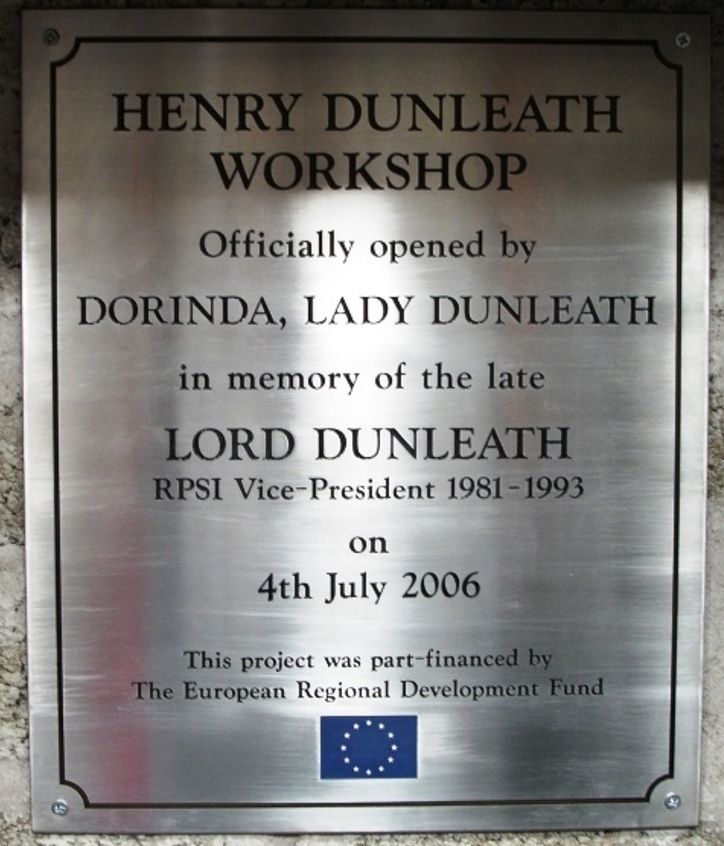 HENRY DUNLEATH
WORKSHOP
Officially opened by
DORINDA, LADY DUNLEATH
in memory of the late
LORD DUNLEATH
RPSI Vice-President 1981-1993
on
4th July 2006
This project was part-financed by
The European Regional Development Fund